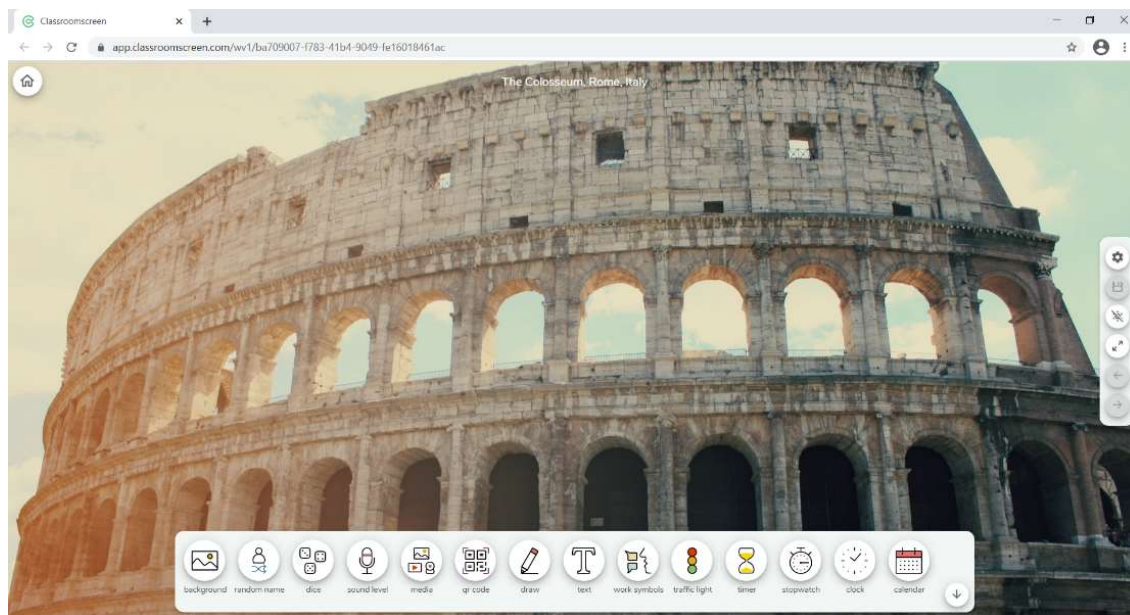 Classroomscreen
app.classroomscreen.com/wv1/ba709007-f783-41b4-9049-fe16018461ac
The Colosseum, Rome, Italy
background random name dice sound level media qr code draw text work symbols traffic light timer stopwatch clock calendar